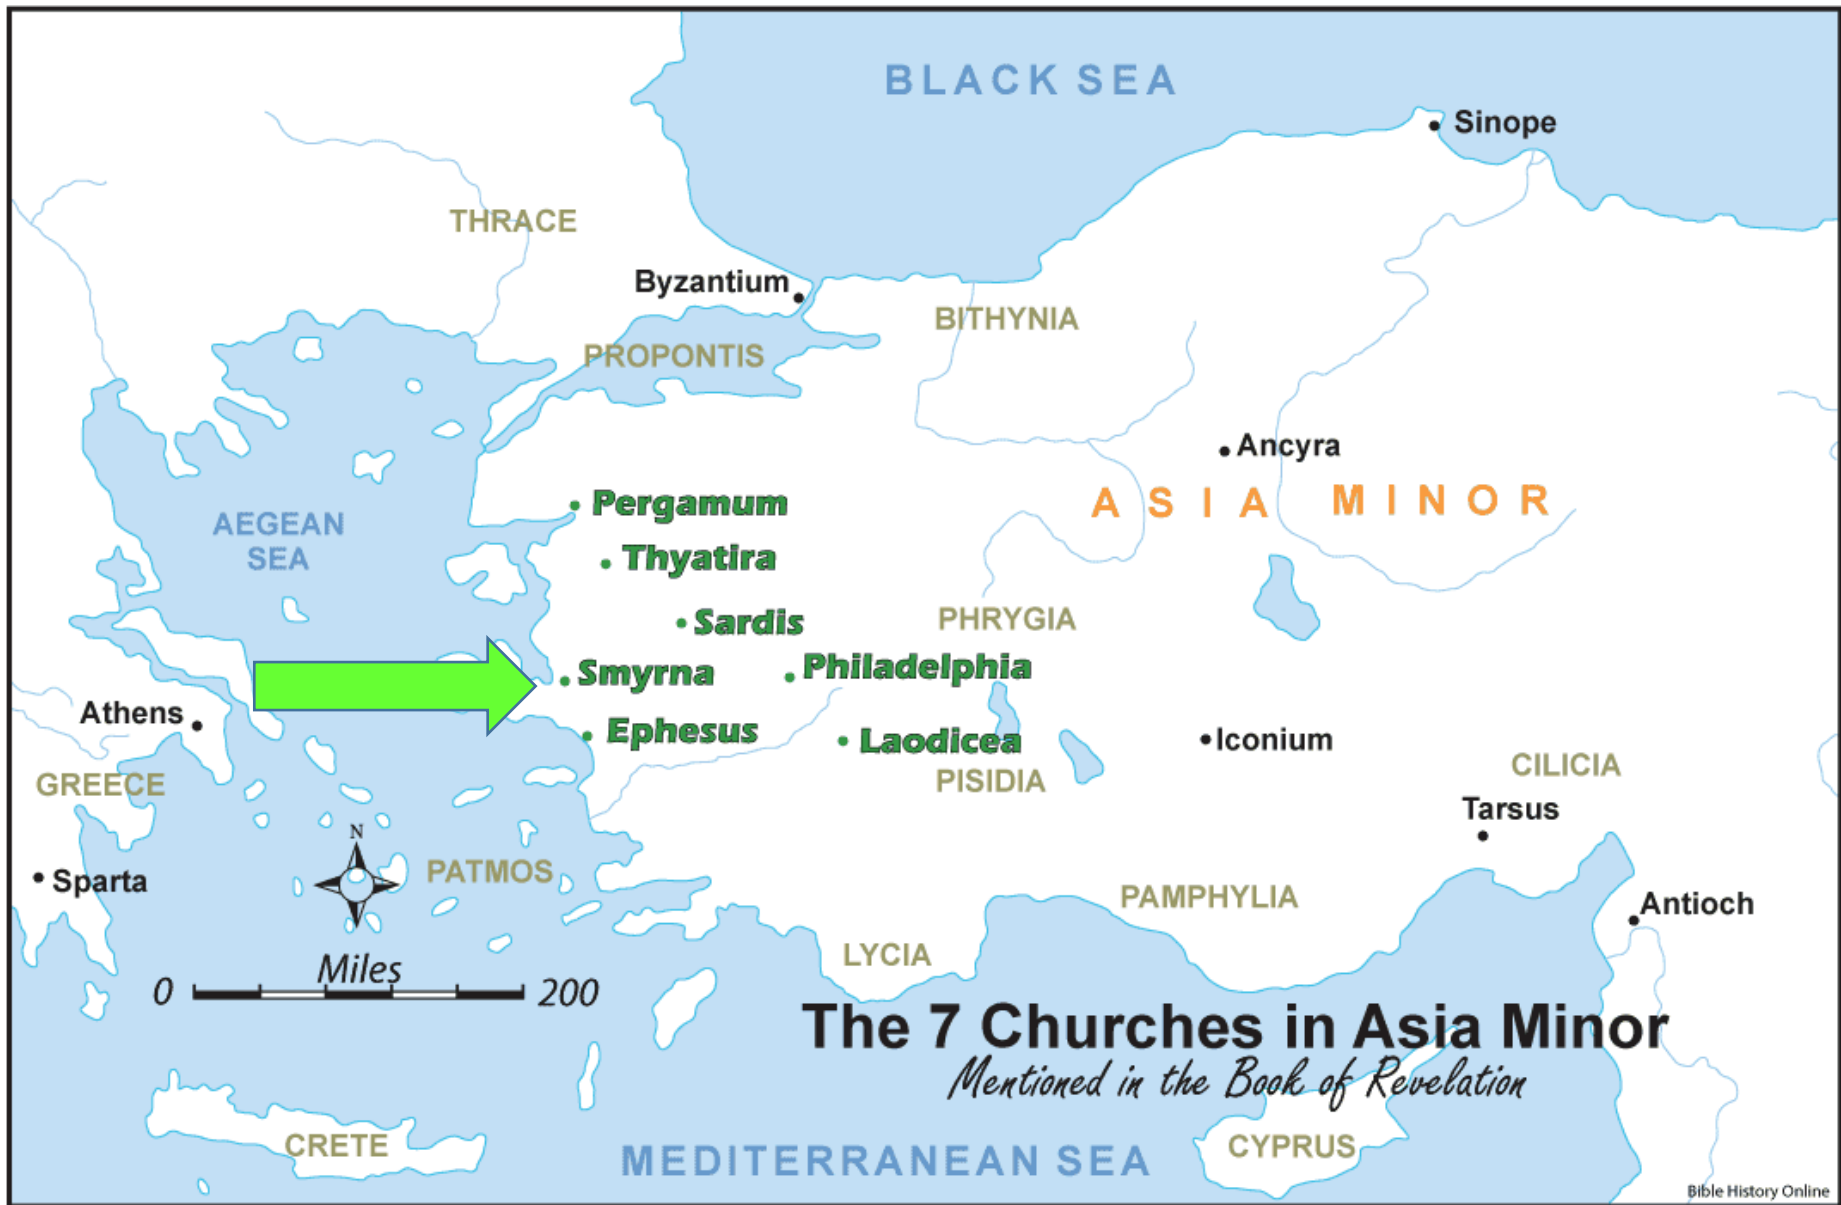 BLACK SEA
Sinope
THRACE
Byzantium
BITHYNIA
PROPONTIS
Ancyra
ASIA MINOR
Pergamum
AEGEAN
SEA
Thyatira
Sardis
PHRYGIA
Smyrna
Philadelphia
Athens
Ephesus
Laodicea
Iconium
GREECE
PISIDIA
CILICIA
Tarsus
N
PATMOS
Sparta
PAMPHYLIA
Antioch
LYCIA
Miles
0 200
The 7 Churches in Asia Minor
Mentioned in the Book of Revelation
CRETE
MEDITERRANEAN SEA
CYPRUS
Bible History Online